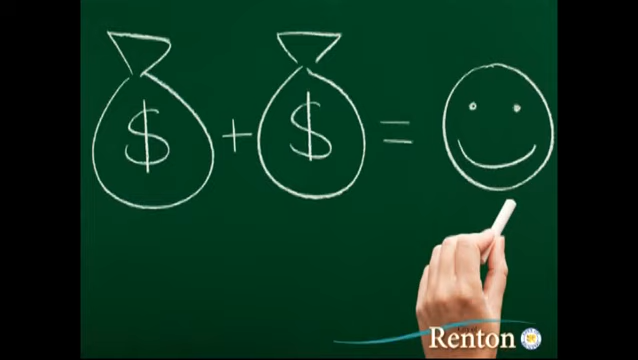 $ + $ =
Renton